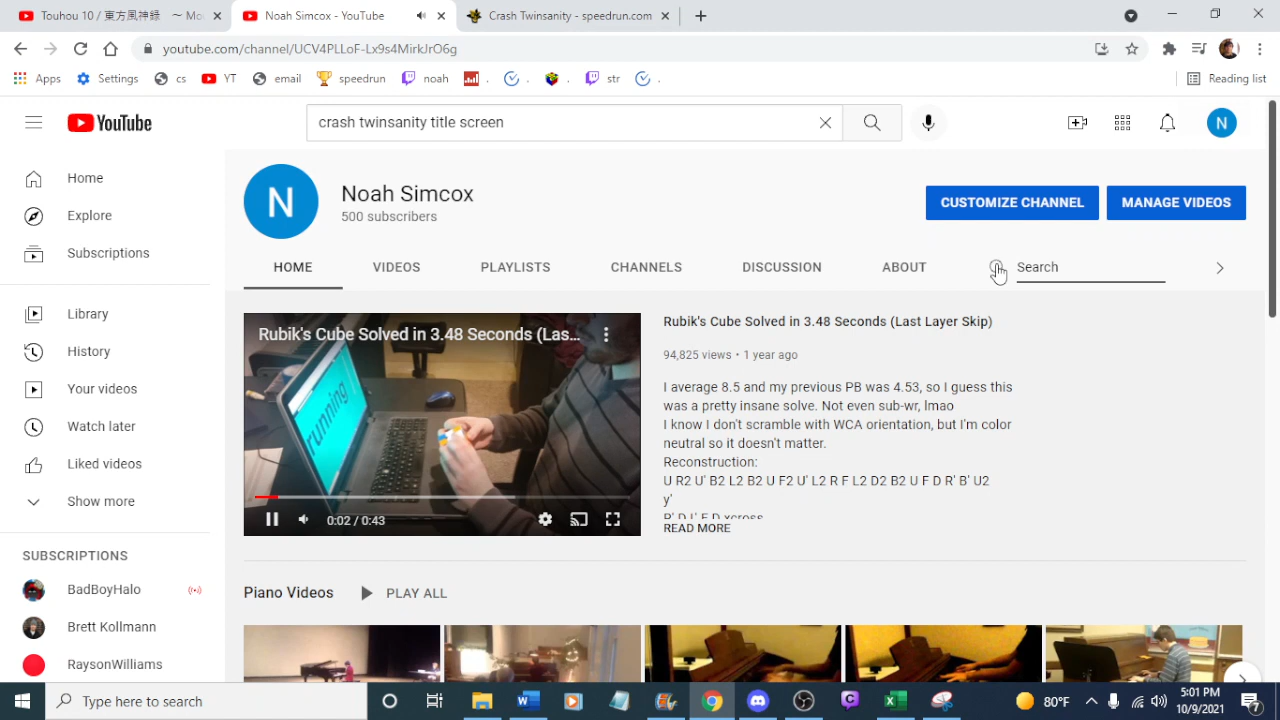 Touhou 10 / 東方風神緑 ～ Mo
Noah Simcox - YouTube
Crash Twinsanity - speedrun.com
youtube.com/channel/UCV4PLLoF-Lx9s4MirkJrO6g
Apps
Settings
cs
YT
email
speedrun
noah
.
.
.
str
.
Reading list
YouTube
crash twinsanity title screen
N
Home
Explore
Subscriptions
Library
History
Your videos
Watch later
Liked videos
Show more
SUBSCRIPTIONS
BadBoyHalo
Brett Kollmann
RaysonWilliams
N
Noah Simcox
500 subscribers
CUSTOMIZE CHANNEL
MANAGE VIDEOS
HOME
VIDEOS
PLAYLISTS
CHANNELS
DISCUSSION
ABOUT
Search
Rubik's Cube Solved in 3.48 Seconds (Las...
running
0:02 / 0:43
Rubik's Cube Solved in 3.48 Seconds (Last Layer Skip)
94,825 views • 1 year ago
I average 8.5 and my previous PB was 4.53, so I guess this
was a pretty insane solve. Not even sub-wr, lmao
I know I don't scramble with WCA orientation, but I'm color
neutral so it doesn't matter.
Reconstruction:
U R2 U' B2 L2 B2 U F2 U' L2 R F L2 D2 B2 U F D R' B' U2
y'
R' D L' F D xcross
READ MORE
Piano Videos
PLAY ALL
Type here to search
80°F
5:01 PM
10/9/2021
7